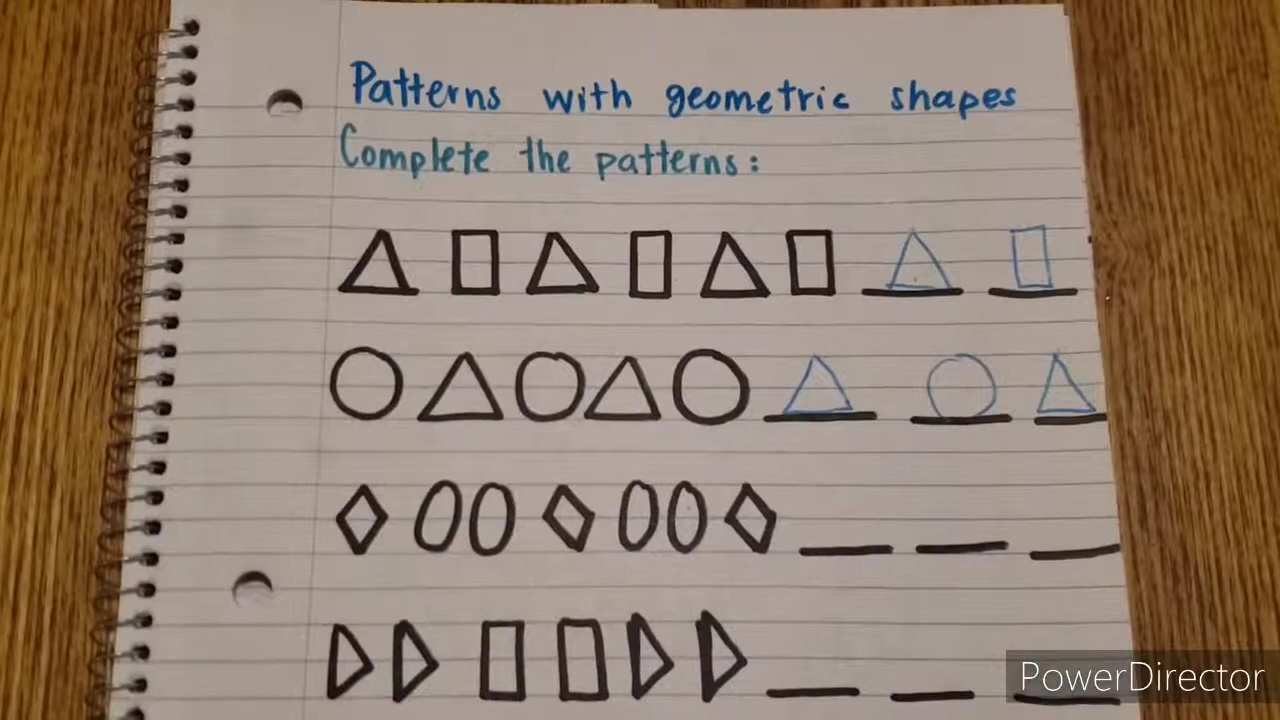 Patterns with geometric shapes
Complete the patterns:
PowerDirector